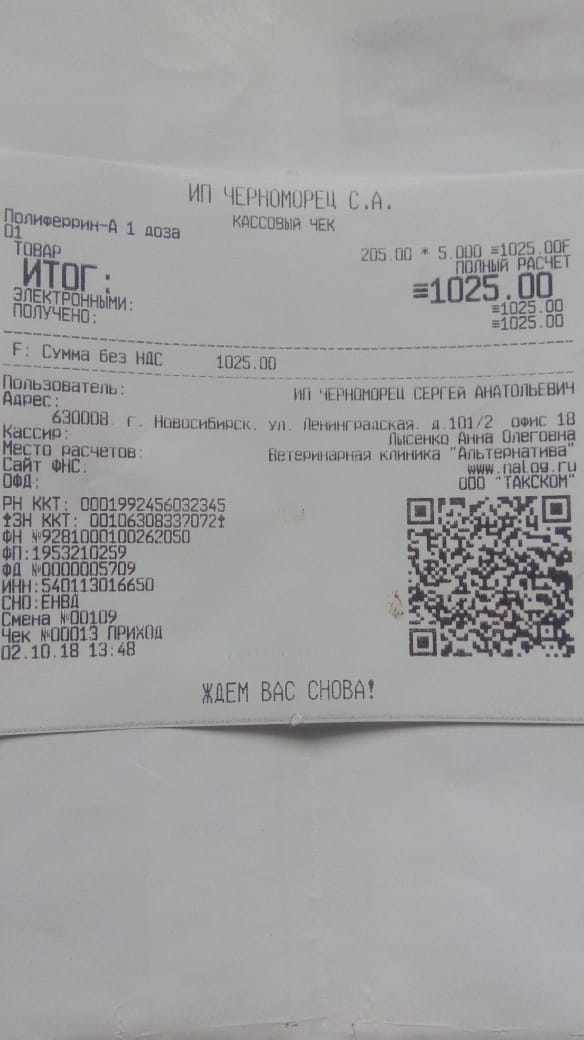 ИП ЧЕРНОМОРЕЦ С.А.
КАССОВЫЙ ЧЕК
Полиферрин-А 1 доза
01 205.00 * 5.000 ≡1025.00F
ТОВАР ПОЛНЫЙ РАСЧЕТ
ИТОГ: ≡1025.00
ЭЛЕКТРОННЫМИ: ≡1025.00
ПОЛУЧЕНО: ≡1025.00
F: Сумма без НДС 1025.00
Пользователь: ИП ЧЕРНОМОРЕЦ СЕРГЕЙ АНАТОЛЬЕВИЧ
Адрес:
630008. г. Новосибирск. ул. Ленинградская. д.101/2 офис 18
Кассир: Лысенко Анна Олеговна
Место расчетов: Ветеринарная клиника "Альтернатива"
Сайт ФНС: www.nalog.ru
ОФД: ООО "ТАКСКОМ"
РН ККТ: 0001992456032345
↑ЗН ККТ: 00106308337072↑
ФН №9281000100262050
ФП:1953210259
ФД №0000005709
ИНН:540113016650
СНО:ЕНВД
Смена №00109
Чек №00013 ПРИХОД
02.10.18 13:48
ЖДЕМ ВАС СНОВА!